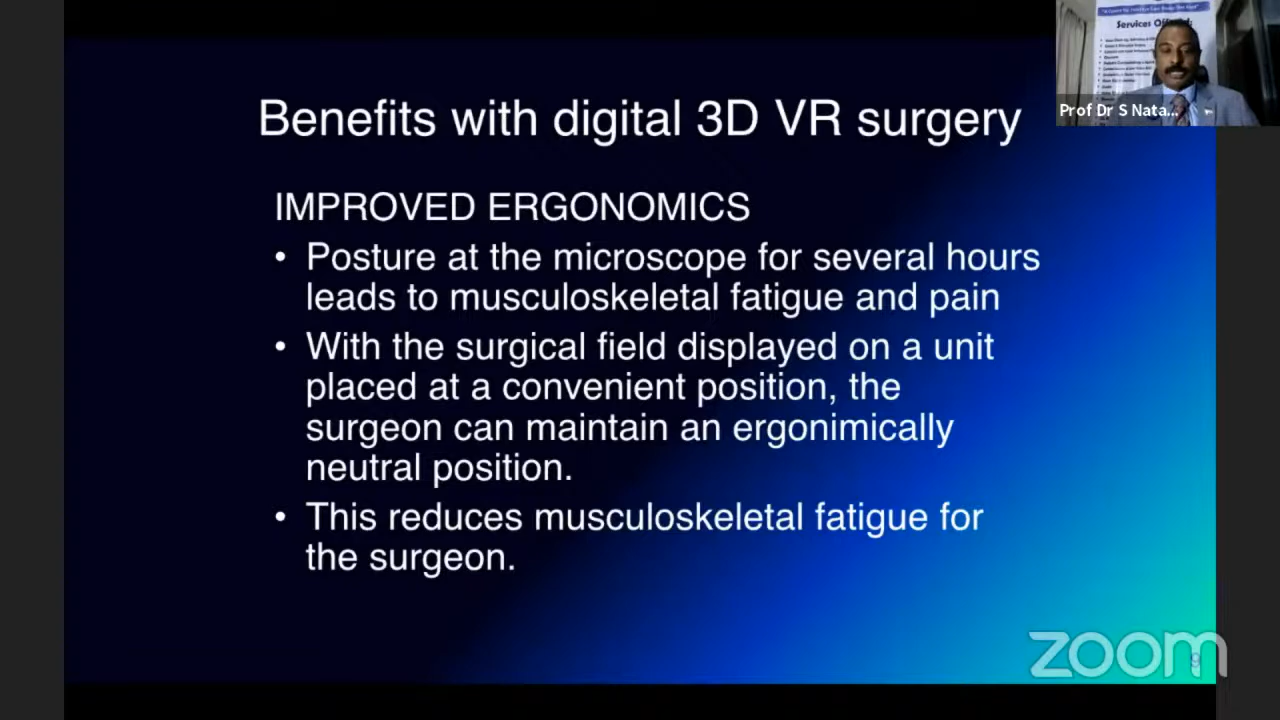 Benefits with digital 3D VR surgery
IMPROVED ERGONOMICS
• Posture at the microscope for several hours
leads to musculoskeletal fatigue and pain
• With the surgical field displayed on a unit
placed at a convenient position, the
surgeon can maintain an ergonimically
neutral position.
• This reduces musculoskeletal fatigue for
the surgeon.
Services
Prof Dr S Nata...
zoom
9